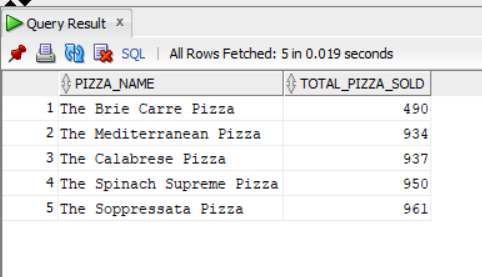 Query Result x
SQL | All Rows Fetched: 5 in 0.019 seconds
PIZZA_NAME TOTAL_PIZZA_SOLD
1 The Brie Carre Pizza 490
2 The Mediterranean Pizza 934
3 The Calabrese Pizza 937
4 The Spinach Supreme Pizza 950
5 The Soppressata Pizza 961